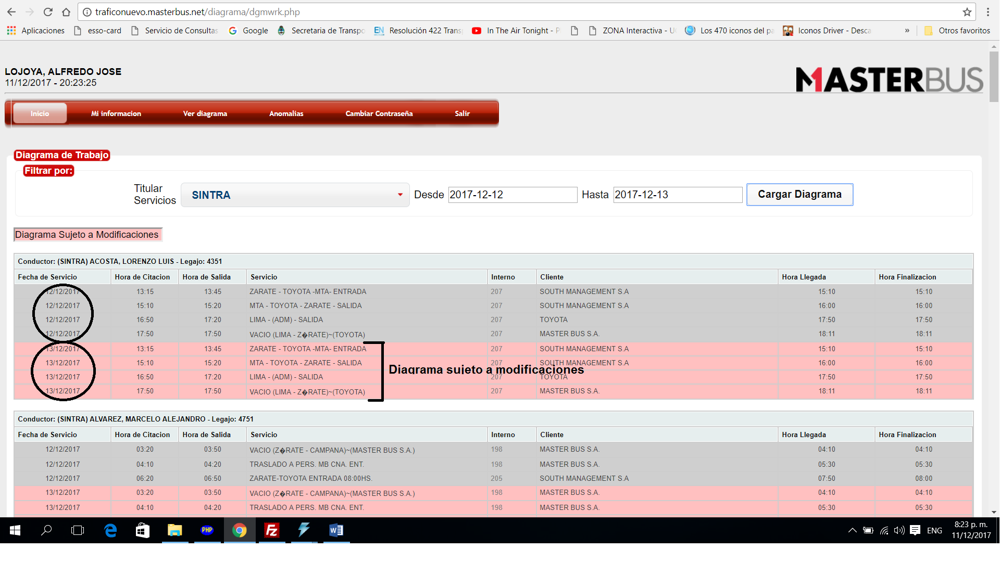 traficonuevo.masterbus.net/diagrama/dgmwrk.php
Aplicaciones esso-card Servicio de Consultas Google Secretaria de Transpo Resolución 422 Trans In The Air Tonight - P ZONA Interactiva - U Los 470 iconos del pa Iconos Driver - Desca » Otros favoritos
LOJOYA, ALFREDO JOSE
11/12/2017 - 20:23:25
MASTERBUS
Inicio Mi informacion Ver diagrama Anomalias Cambiar Contraseña Salir
Diagrama de Trabajo
Filtrar por:
Titular Servicios SINTRA Desde 2017-12-12 Hasta 2017-12-13 Cargar Diagrama
Diagrama Sujeto a Modificaciones
Conductor: (SINTRA) ACOSTA, LORENZO LUIS - Legajo: 4351
Fecha de Servicio Hora de Citacion Hora de Salida Servicio Interno Cliente Hora Llegada Hora Finalizacion
12/12/2017 13:15 13:45 ZARATE - TOYOTA -MTA- ENTRADA 207 SOUTH MANAGEMENT S.A 15:10 15:10
12/12/2017 15:10 15:20 MTA - TOYOTA - ZARATE - SALIDA 207 SOUTH MANAGEMENT S.A 16:00 16:00
12/12/2017 16:50 17:20 LIMA - (ADM) - SALIDA 207 TOYOTA 17:50 17:50
12/12/2017 17:50 17:50 VACIO (LIMA - Z�RATE)~(TOYOTA) 207 MASTER BUS S.A. 18:11 18:11
13/12/2017 13:15 13:45 ZARATE - TOYOTA -MTA- ENTRADA 207 SOUTH MANAGEMENT S.A 15:10 15:10
13/12/2017 15:10 15:20 MTA - TOYOTA - ZARATE - SALIDA 207 SOUTH MANAGEMENT S.A 16:00 16:00
Diagrama sujeto a modificaciones
13/12/2017 16:50 17:20 LIMA - (ADM) - SALIDA 207 TOYOTA 17:50 17:50
13/12/2017 17:50 17:50 VACIO (LIMA - Z�RATE)~(TOYOTA) 207 MASTER BUS S.A. 18:11 18:11
Conductor: (SINTRA) ALVAREZ, MARCELO ALEJANDRO - Legajo: 4751
Fecha de Servicio Hora de Citacion Hora de Salida Servicio Interno Cliente Hora Llegada Hora Finalizacion
12/12/2017 03:20 03:50 VACIO (Z�RATE - CAMPANA)~(MASTER BUS S.A.) 198 MASTER BUS S.A. 04:10 04:10
12/12/2017 04:10 04:20 TRASLADO A PERS. MB CNA. ENT. 198 MASTER BUS S.A. 05:30 05:30
12/12/2017 06:20 06:50 ZARATE-TOYOTA ENTRADA 08:00HS. 205 SOUTH MANAGEMENT S.A 07:50 08:00
13/12/2017 03:20 03:50 VACIO (Z�RATE - CAMPANA)~(MASTER BUS S.A.) 198 MASTER BUS S.A. 04:10 04:10
13/12/2017 04:10 04:20 TRASLADO A PERS. MB CNA. ENT. 198 MASTER BUS S.A. 05:30 05:30
PHP ENG 8:23 p. m.
11/12/2017